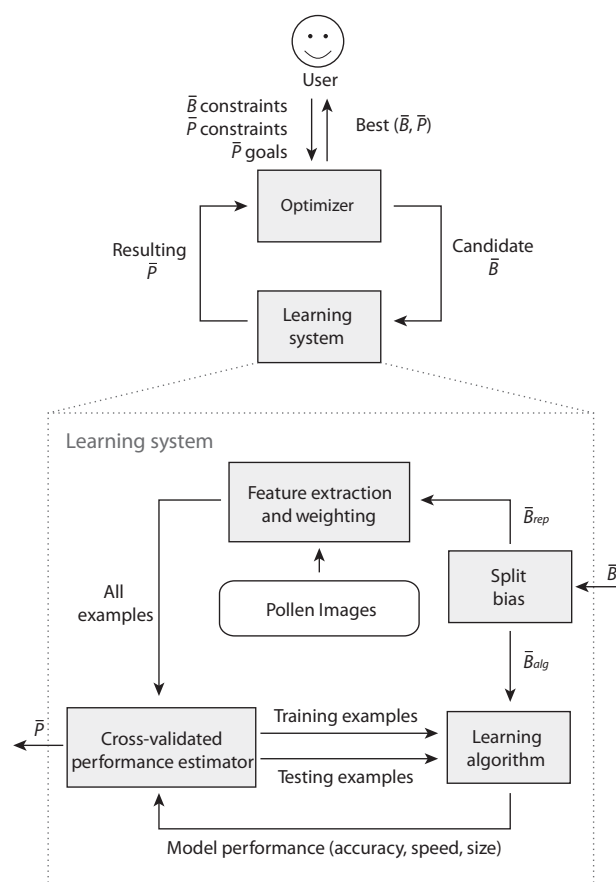 User
B̄ constraints
P̄ constraints
P̄ goals
Best (B̄, P̄)
Optimizer
Resulting
P̄
Candidate
B̄
Learning
system
Learning system
Feature extraction
and weighting
B̄rep
Pollen Images
Split
bias
B̄
All
examples
B̄alg
P̄
Cross-validated
performance estimator
Training examples
Testing examples
Learning
algorithm
Model performance (accuracy, speed, size)